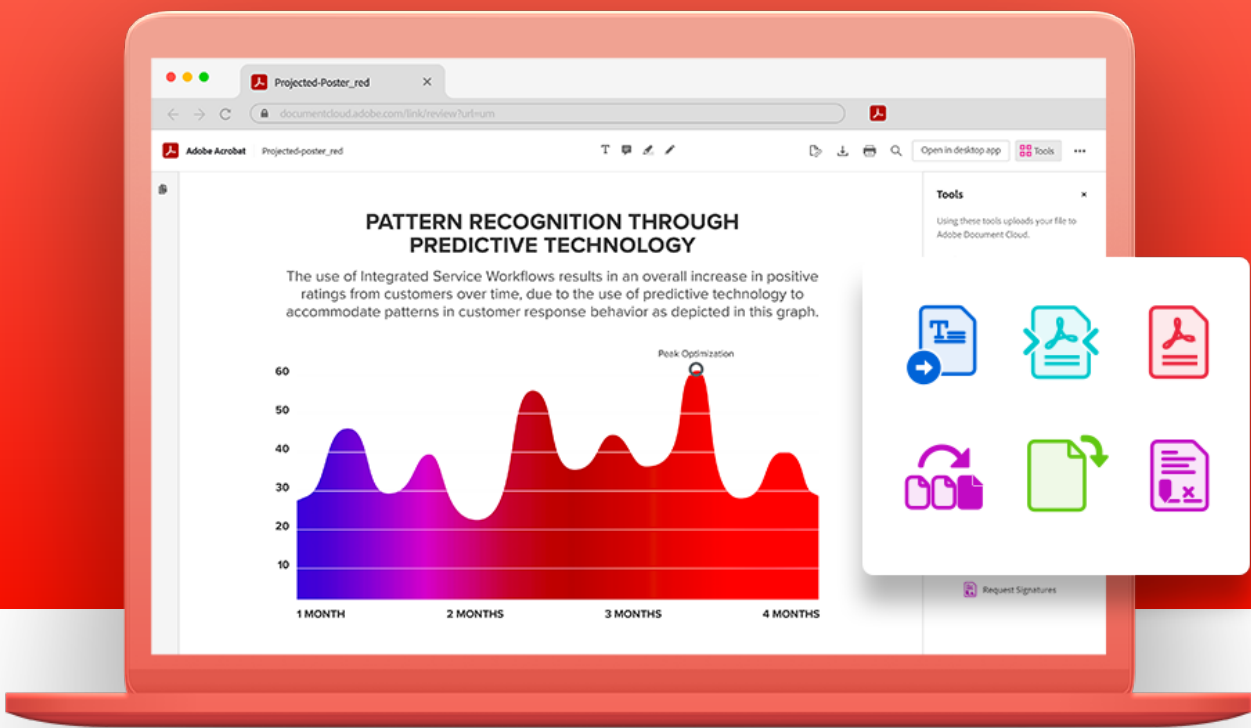 Projected-Poster_red
documentcloud.adobe.com/link/review?url=um
Adobe Acrobat
Projected-poster_red
T
Open in desktop app
Tools
Tools
Using these tools uploads your file to
Adobe Document Cloud.
PATTERN RECOGNITION THROUGH
PREDICTIVE TECHNOLOGY
The use of Integrated Service Workflows results in an overall increase in positive
ratings from customers over time, due to the use of predictive technology to
accommodate patterns in customer response behavior as depicted in this graph.
Peak Optimization
60
50
40
30
20
10
1 MONTH
2 MONTHS
3 MONTHS
4 MONTHS
T
Request Signatures